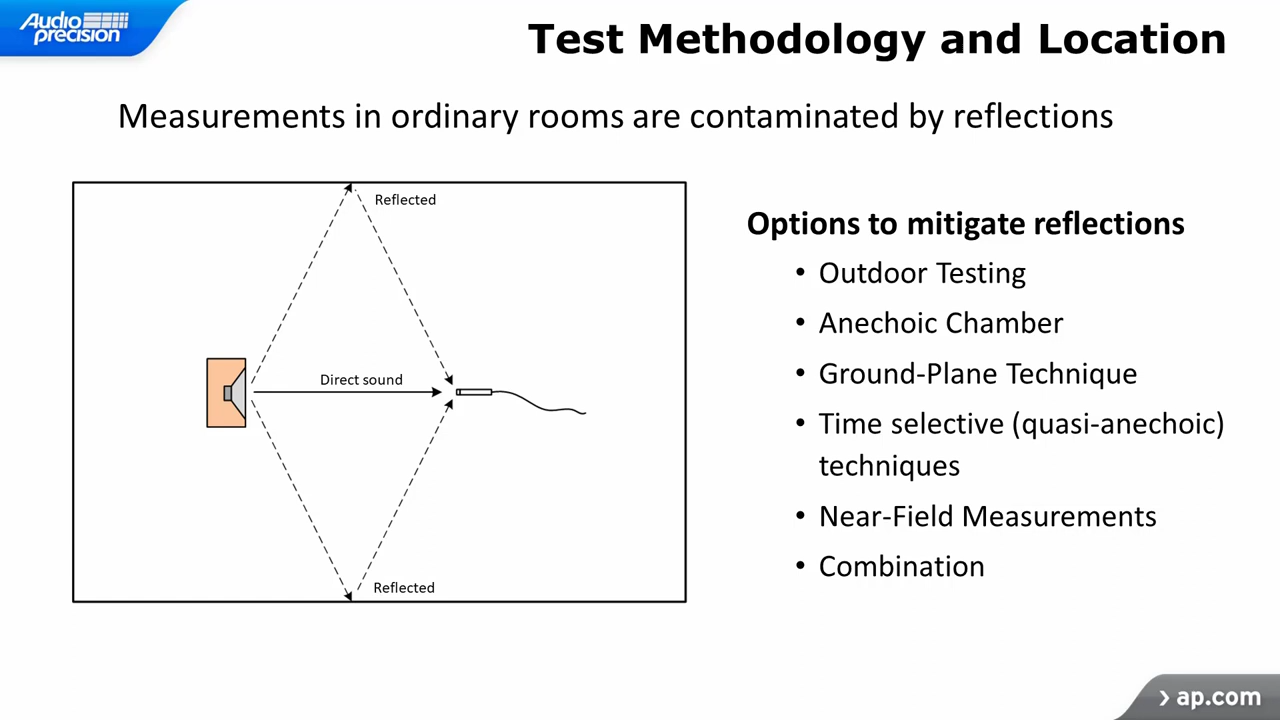 Audio
precision
Test Methodology and Location
Measurements in ordinary rooms are contaminated by reflections
Reflected
Direct sound
Reflected
Options to mitigate reflections
• Outdoor Testing
• Anechoic Chamber
• Ground-Plane Technique
• Time selective (quasi-anechoic)
techniques
• Near-Field Measurements
• Combination
› ap.com